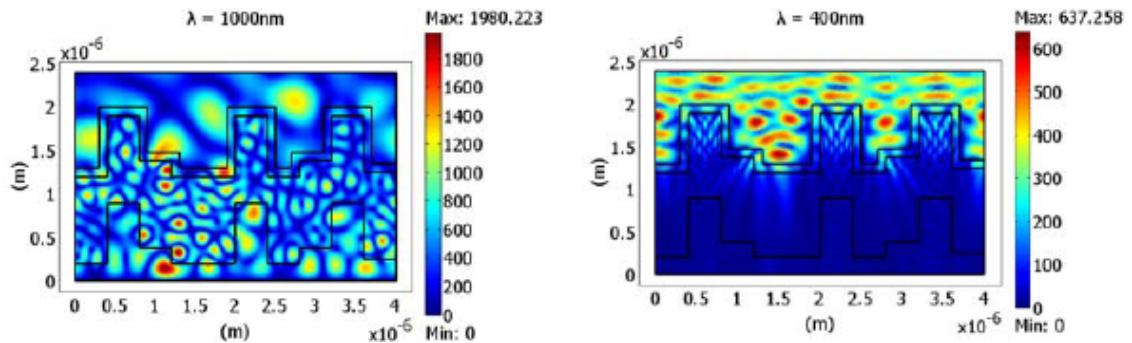 λ = 1000nm
Max: 1980.223
x10⁻⁶
2.5
2
1.5
1
0.5
0
(m)
0 0.5 1 1.5 2 2.5 3 3.5 4
x10⁻⁶
(m)
1800
1600
1400
1200
1000
800
600
400
200
0
Min: 0
λ = 400nm
Max: 637.258
x10⁻⁶
2.5
2
1.5
1
0.5
0
(m)
0 0.5 1 1.5 2 2.5 3 3.5 4
x10⁻⁶
(m)
600
500
400
300
200
100
0
Min: 0